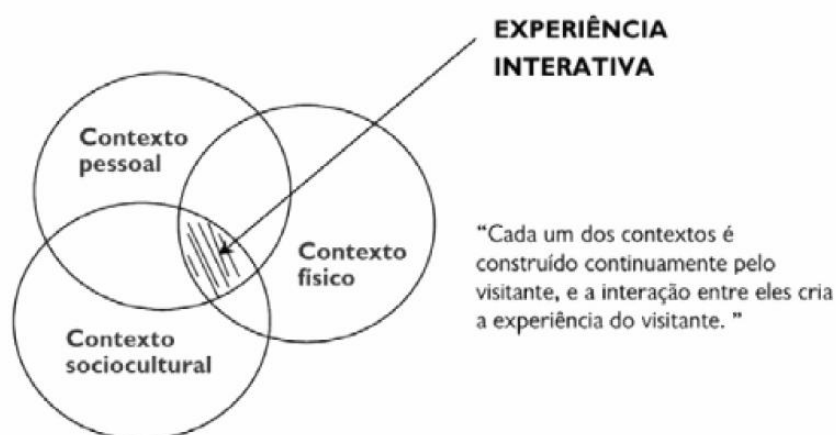 EXPERIÊNCIA
INTERATIVA
Contexto
pessoal
Contexto
físico
Contexto
sociocultural
“Cada um dos contextos é
construído continuamente pelo
visitante, e a interação entre eles cria
a experiência do visitante. ”